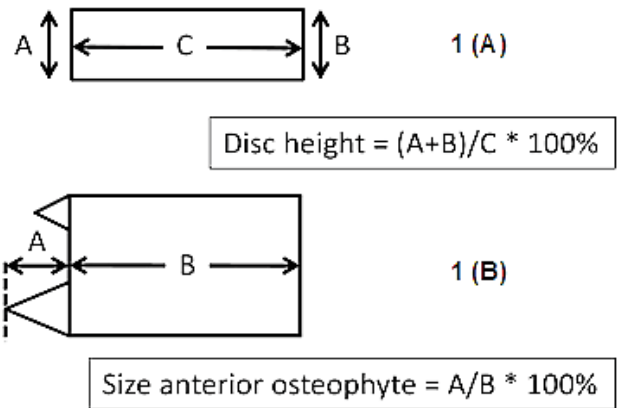 A C B 1 (A)
Disc height = (A+B)/C * 100%
A B 1 (B)
Size anterior osteophyte = A/B * 100%